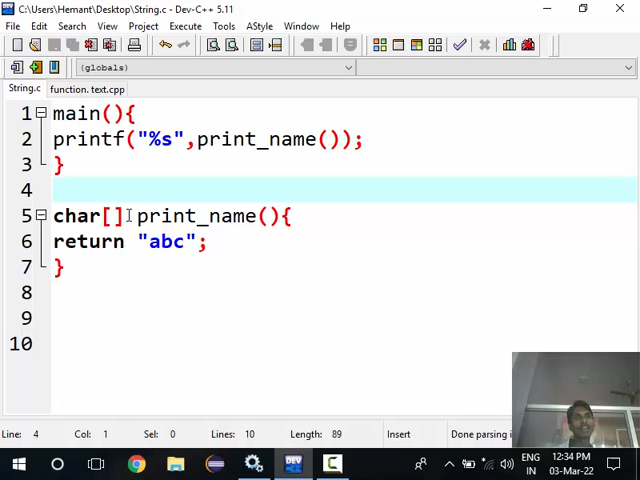 C:\Users\Hemant\Desktop\String.c - Dev-C++ 5.11
File Edit Search View Project Execute Tools AStyle Window Help
(globals)
String.c function. text.cpp
1 main(){
2 printf("%s",print_name());
3 }
4
5 char[] print_name(){
6 return "abc";
7 }
8
9
10
Line: 4 Col: 1 Sel: 0 Lines: 10 Length: 89 Insert Done parsing i
DEV C ENG 12:34 PM
IN 03-Mar-22